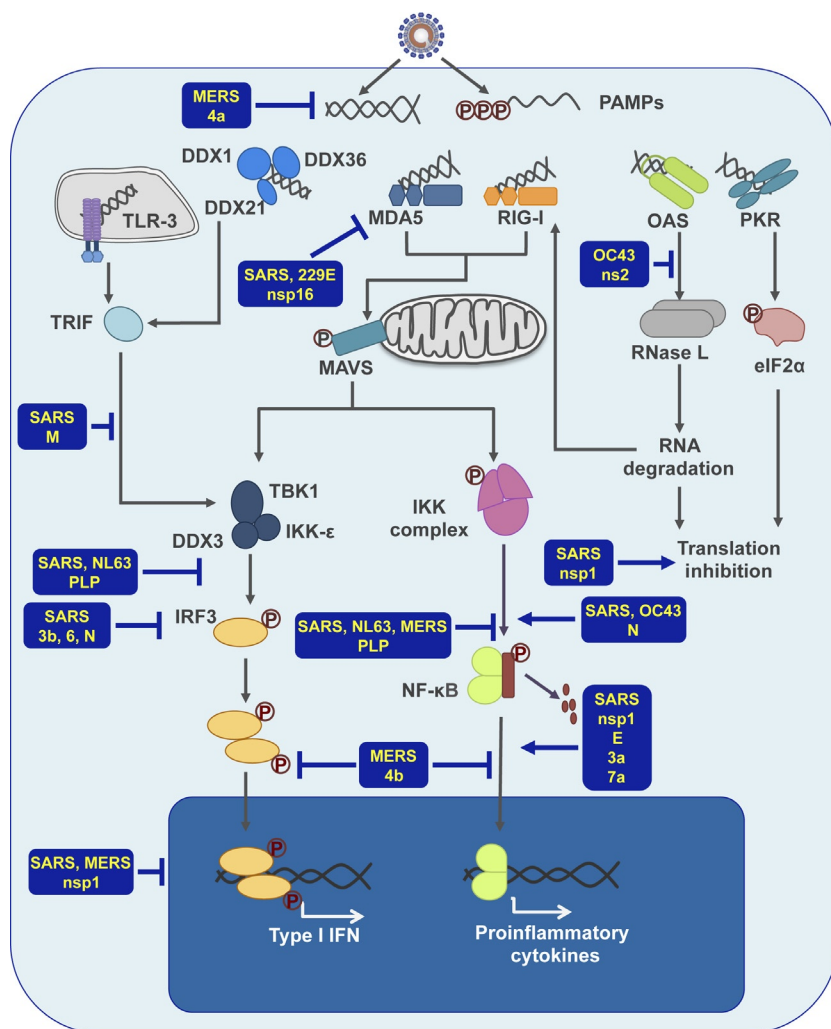 MERS
4a
P P P
PAMPs
DDX1
DDX36
DDX21
TLR-3
MDA5
RIG-I
OAS
PKR
SARS, 229E
nsp16
OC43
ns2
TRIF
P
MAVS
RNase L
P
eIF2α
SARS
M
RNA
degradation
P
TBK1
IKK-ε
DDX3
IKK
complex
SARS, NL63
PLP
SARS
nsp1
Translation
inhibition
SARS
3b, 6, N
IRF3
P
SARS, NL63, MERS
PLP
SARS, OC43
N
P
NF-κB
SARS
nsp1
E
3a
7a
P
P
MERS
4b
SARS, MERS
nsp1
P
P
Type I IFN
Proinflammatory
cytokines